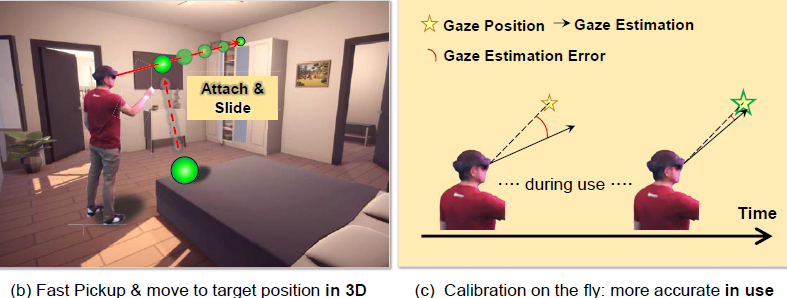 Attach &
Slide
(b) Fast Pickup & move to target position in 3D
Gaze Position
Gaze Estimation
Gaze Estimation Error
···· during use ····
Time
(c) Calibration on the fly: more accurate in use